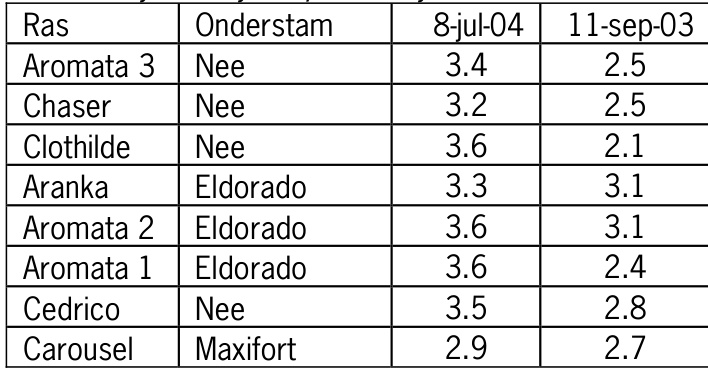 Ras Onderstam 8-jul-04 11-sep-03
Aromata 3 Nee 3.4 2.5
Chaser Nee 3.2 2.5
Clothilde Nee 3.6 2.1
Aranka Eldorado 3.3 3.1
Aromata 2 Eldorado 3.6 3.1
Aromata 1 Eldorado 3.6 2.4
Cedrico Nee 3.5 2.8
Carousel Maxifort 2.9 2.7